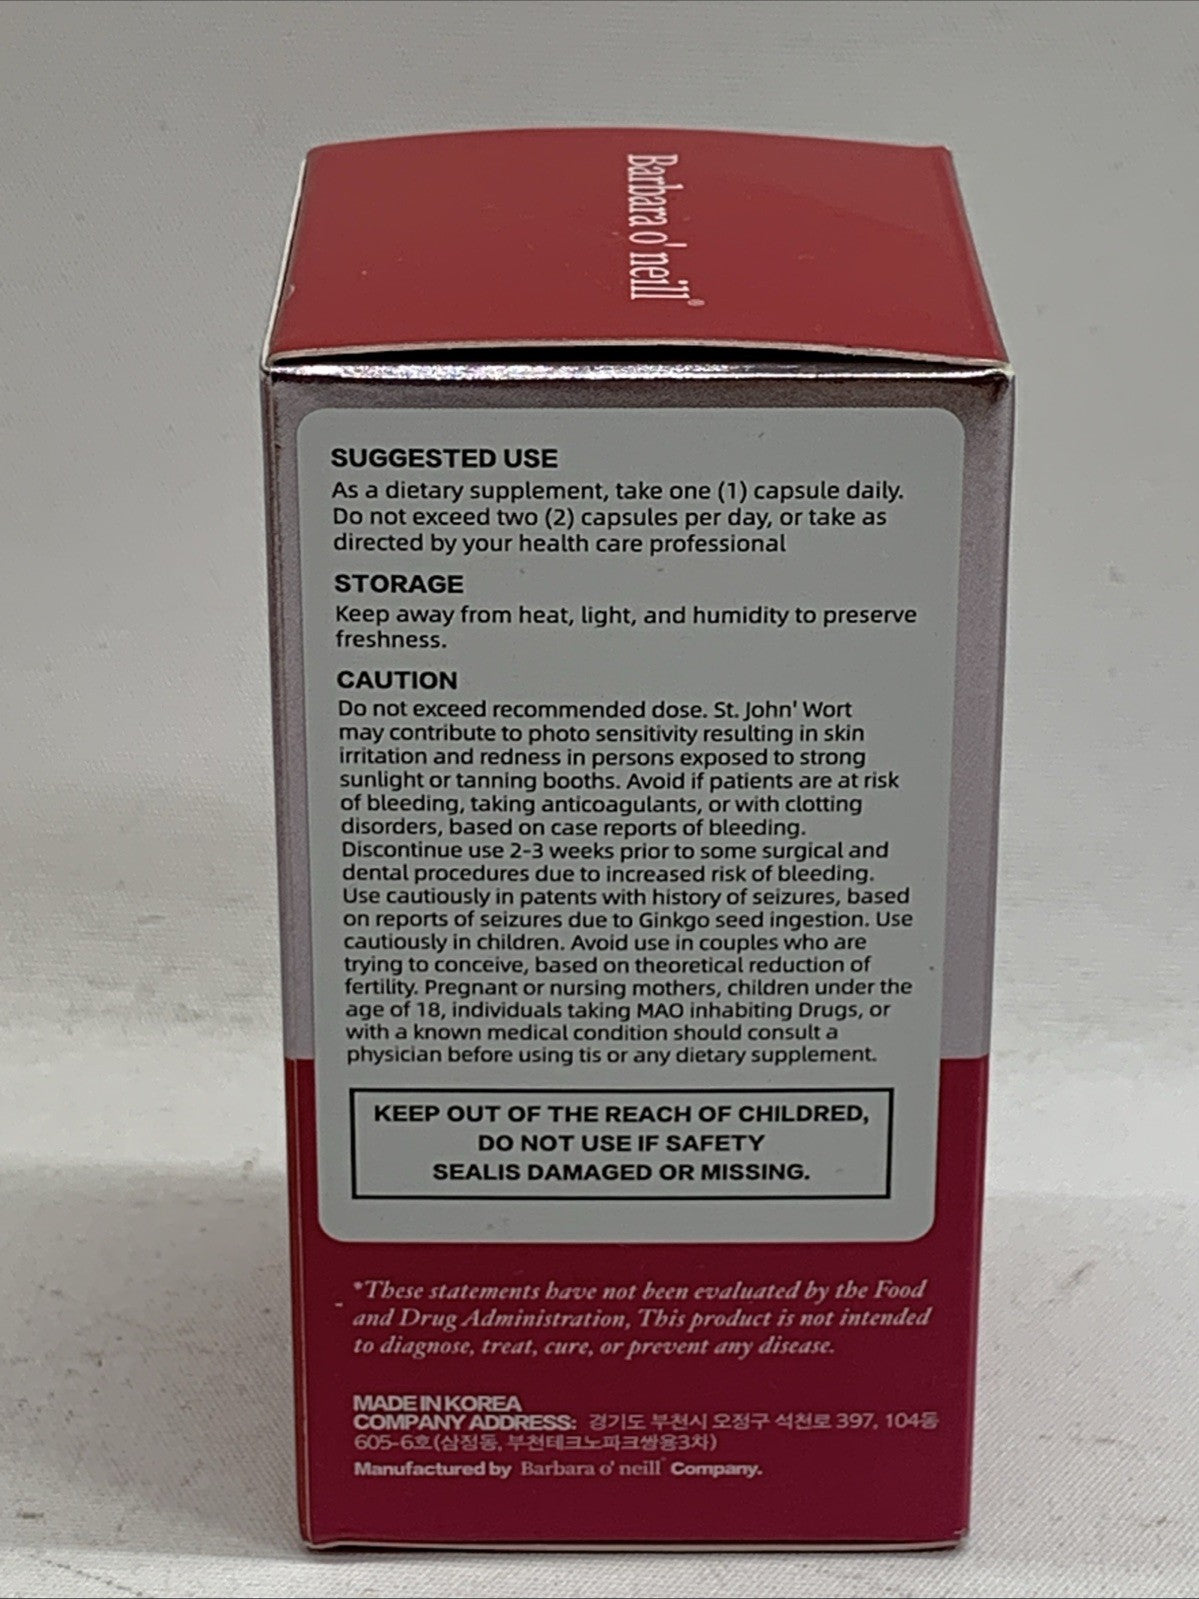 Barbara o' neill®
SUGGESTED USE
As a dietary supplement, take one (1) capsule daily.
Do not exceed two (2) capsules per day, or take as
directed by your health care professional
STORAGE
Keep away from heat, light, and humidity to preserve
freshness.
CAUTION
Do not exceed recommended dose. St. John' Wort
may contribute to photo sensitivity resulting in skin
irritation and redness in persons exposed to strong
sunlight or tanning booths. Avoid if patients are at risk
of bleeding, taking anticoagulants, or with clotting
disorders, based on case reports of bleeding.
Discontinue use 2-3 weeks prior to some surgical and
dental procedures due to increased risk of bleeding.
Use cautiously in patents with history of seizures, based
on reports of seizures due to Ginkgo seed ingestion. Use
cautiously in children. Avoid use in couples who are
trying to conceive, based on theoretical reduction of
fertility. Pregnant or nursing mothers, children under the
age of 18, individuals taking MAO inhabiting Drugs, or
with a known medical condition should consult a
physician before using tis or any dietary supplement.
KEEP OUT OF THE REACH OF CHILDRED,
DO NOT USE IF SAFETY
SEALIS DAMAGED OR MISSING.
*These statements have not been evaluated by the Food
and Drug Administration, This product is not intended
to diagnose, treat, cure, or prevent any disease.
MADE IN KOREA
COMPANY ADDRESS: 경기도 부천시 오정구 석천로 397, 104동
605-6호(삼정동, 부천테크노파크쌍용3차)
Manufactured by Barbara o' neill® Company.